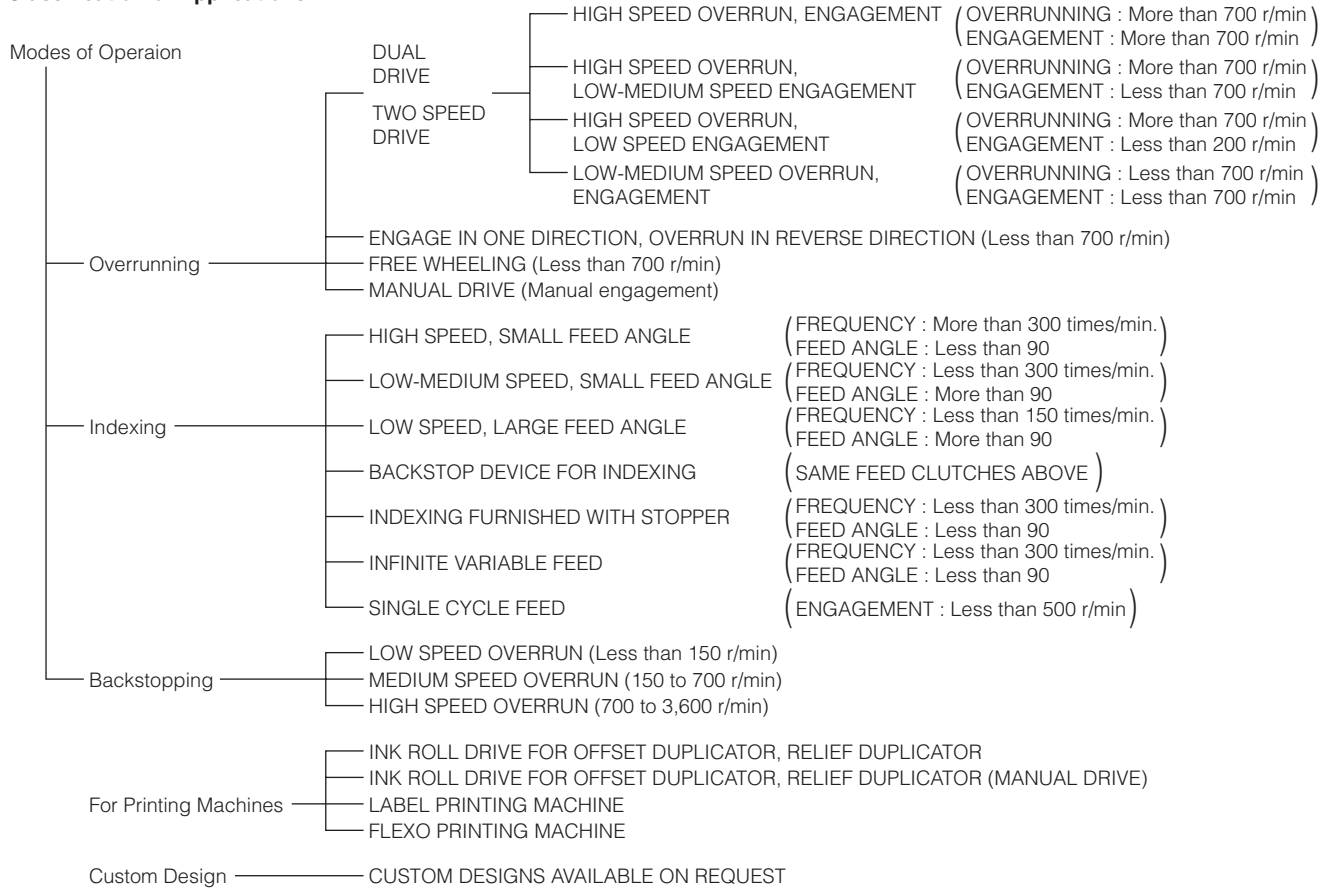 HIGH SPEED OVERRUN, ENGAGEMENT (OVERRUNNING : More than 700 r/min
ENGAGEMENT : More than 700 r/min)
Modes of Operaion
DUAL
DRIVE
TWO SPEED
DRIVE
HIGH SPEED OVERRUN,
LOW-MEDIUM SPEED ENGAGEMENT
(OVERRUNNING : More than 700 r/min
ENGAGEMENT : Less than 700 r/min)
HIGH SPEED OVERRUN,
LOW SPEED ENGAGEMENT
(OVERRUNNING : More than 700 r/min
ENGAGEMENT : Less than 200 r/min)
LOW-MEDIUM SPEED OVERRUN,
ENGAGEMENT
(OVERRUNNING : Less than 700 r/min
ENGAGEMENT : Less than 700 r/min)
Overrunning
ENGAGE IN ONE DIRECTION, OVERRUN IN REVERSE DIRECTION (Less than 700 r/min)
FREE WHEELING (Less than 700 r/min)
MANUAL DRIVE (Manual engagement)
Indexing
HIGH SPEED, SMALL FEED ANGLE
(FREQUENCY : More than 300 times/min.
FEED ANGLE : Less than 90)
LOW-MEDIUM SPEED, SMALL FEED ANGLE
(FREQUENCY : Less than 300 times/min.
FEED ANGLE : More than 90)
LOW SPEED, LARGE FEED ANGLE
(FREQUENCY : Less than 150 times/min.
FEED ANGLE : More than 90)
BACKSTOP DEVICE FOR INDEXING
(SAME FEED CLUTCHES ABOVE)
INDEXING FURNISHED WITH STOPPER
(FREQUENCY : Less than 300 times/min.
FEED ANGLE : Less than 90)
INFINITE VARIABLE FEED
(FREQUENCY : Less than 300 times/min.
FEED ANGLE : Less than 90)
SINGLE CYCLE FEED
(ENGAGEMENT : Less than 500 r/min)
Backstopping
LOW SPEED OVERRUN (Less than 150 r/min)
MEDIUM SPEED OVERRUN (150 to 700 r/min)
HIGH SPEED OVERRUN (700 to 3,600 r/min)
For Printing Machines
INK ROLL DRIVE FOR OFFSET DUPLICATOR, RELIEF DUPLICATOR
INK ROLL DRIVE FOR OFFSET DUPLICATOR, RELIEF DUPLICATOR (MANUAL DRIVE)
LABEL PRINTING MACHINE
FLEXO PRINTING MACHINE
Custom Design
CUSTOM DESIGNS AVAILABLE ON REQUEST